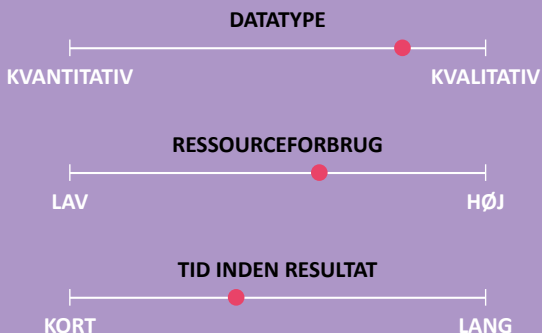 DATATYPE
KVANTITATIV KVALITATIV
RESSOURCEFORBRUG
LAV HØJ
TID INDEN RESULTAT
KORT LANG